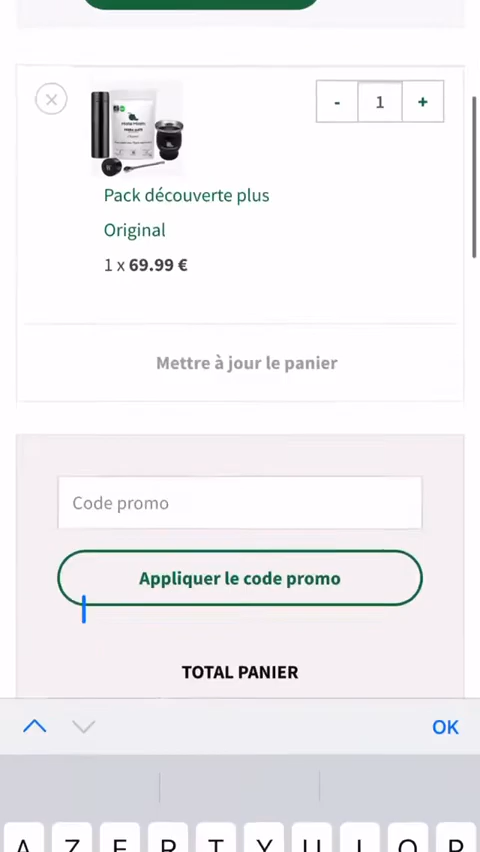 - 1 +
Pack découverte plus
Original
1 x 69.99 €
Mettre à jour le panier
Code promo
Appliquer le code promo
TOTAL PANIER
OK
A Z E R T Y U I O P